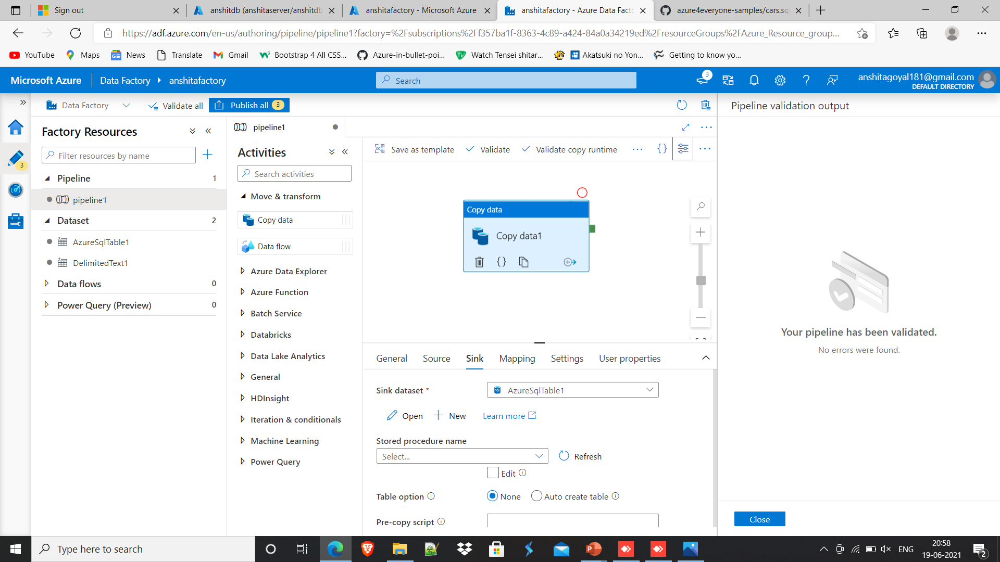 Sign out
anshitdb (anshitaserver/anshitdb
anshitafactory - Microsoft Azure
anshitafactory - Azure Data Facto
azure4everyone-samples/cars.sq
https://adf.azure.com/en-us/authoring/pipeline/pipeline1?factory=%2Fsubscriptions%2Ff357ba1f-8363-4c89-a424-84a0a34219ed%2FresourceGroups%2FAzure_Resource_group...
YouTube
Maps
News
Translate
Gmail
Bootstrap 4 All CSS...
Azure-in-bullet-poi...
Watch Tensei shitar...
Akatsuki no Yon...
Getting to know yo...
Microsoft Azure
Data Factory
anshitafactory
Search
3
anshitagoyal181@gmail.com
DEFAULT DIRECTORY
Data Factory
Validate all
Publish all 3
Pipeline validation output
Factory Resources
pipeline1
Filter resources by name
3
Activities
Save as template
Validate
Validate copy runtime
Search activities
Pipeline 1
pipeline1
Dataset 2
AzureSqlTable1
DelimitedText1
Data flows 0
Power Query (Preview) 0
Move & transform
Copy data
Data flow
Azure Data Explorer
Azure Function
Batch Service
Databricks
Data Lake Analytics
General
HDInsight
Iteration & conditionals
Machine Learning
Power Query
Copy data
Copy data1
General
Source
Sink
Mapping
Settings
User properties
Sink dataset *
SQL
AzureSqlTable1
Open
New
Learn more
Stored procedure name
Select...
Refresh
Edit
Table option
None
Auto create table
Pre-copy script
Your pipeline has been validated.
No errors were found.
Close
Type here to search
ENG
20:58
19-06-2021
2